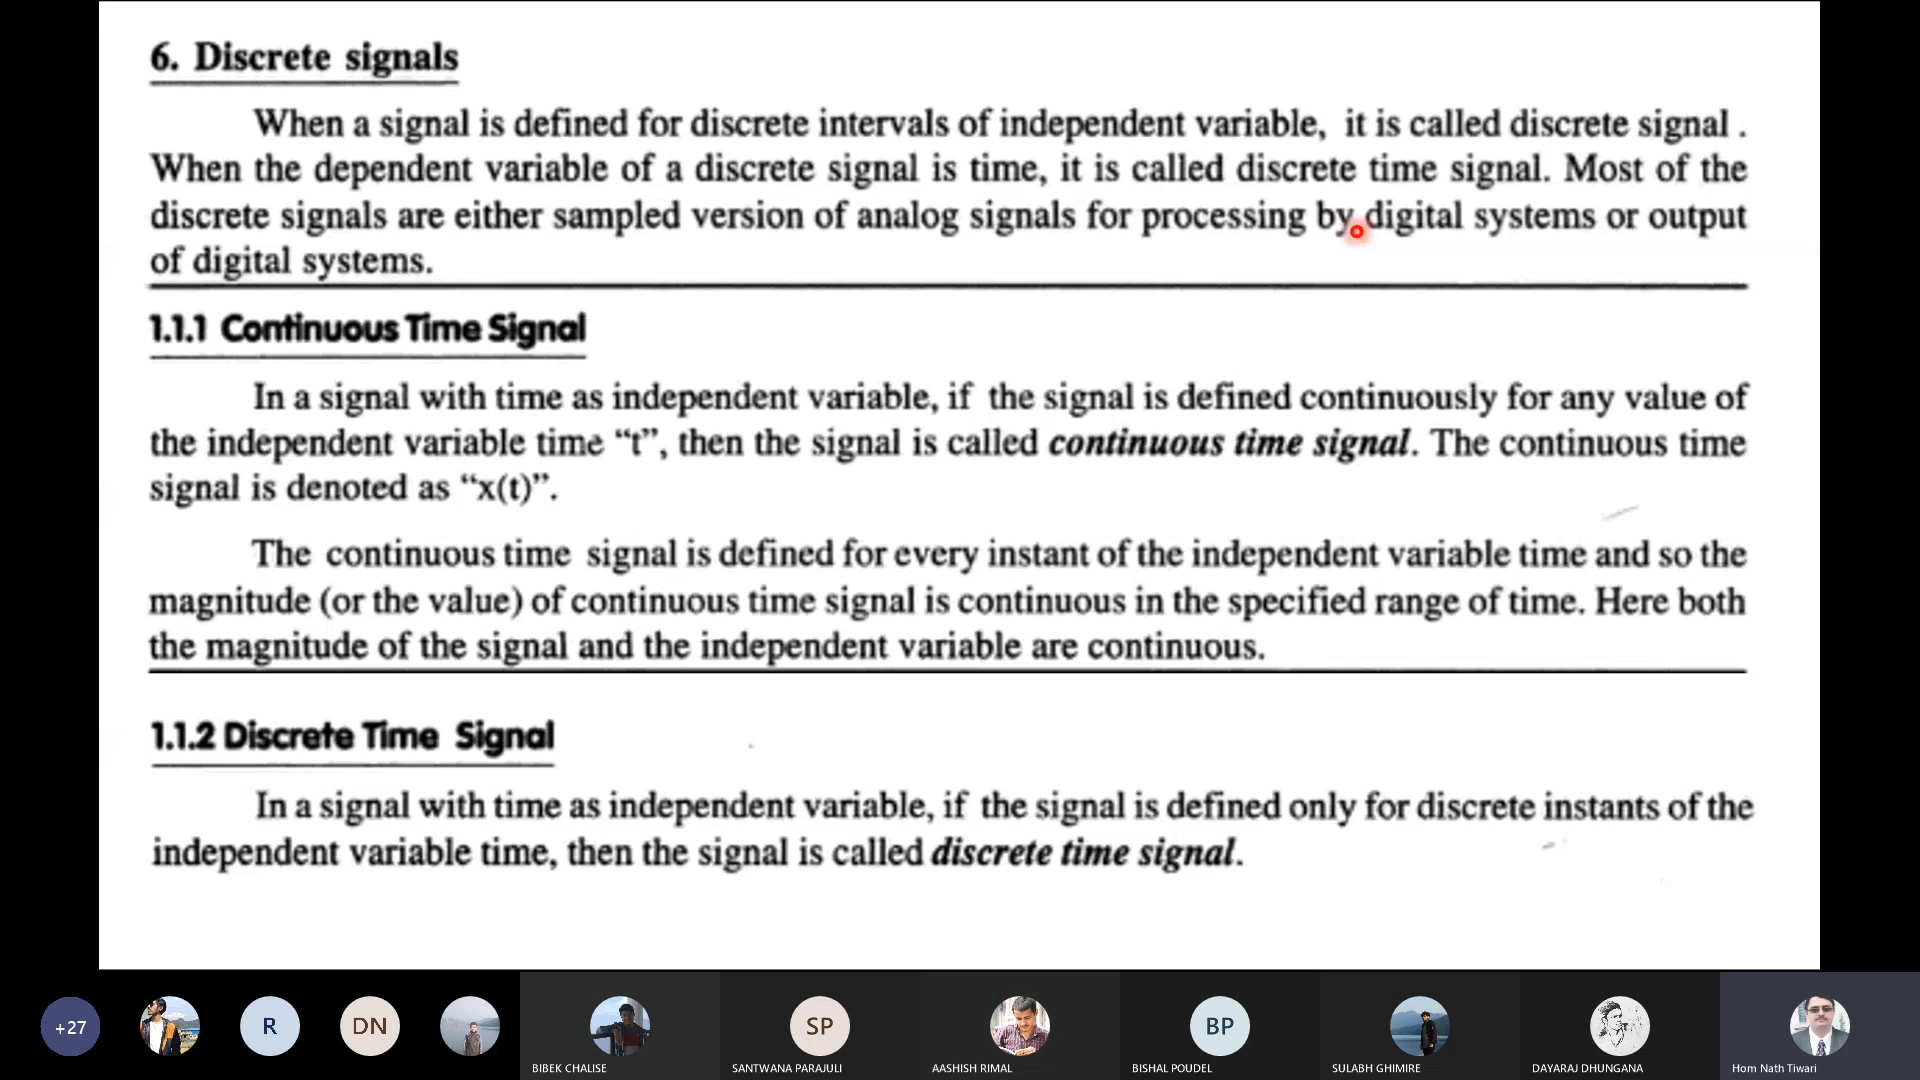 6. Discrete signals
When a signal is defined for discrete intervals of independent variable, it is called discrete signal .
When the dependent variable of a discrete signal is time, it is called discrete time signal. Most of the
discrete signals are either sampled version of analog signals for processing by digital systems or output
of digital systems.
1.1.1 Continuous Time Signal
In a signal with time as independent variable, if the signal is defined continuously for any value of
the independent variable time “t”, then the signal is called continuous time signal. The continuous time
signal is denoted as “x(t)”.
The continuous time signal is defined for every instant of the independent variable time and so the
magnitude (or the value) of continuous time signal is continuous in the specified range of time. Here both
the magnitude of the signal and the independent variable are continuous.
1.1.2 Discrete Time Signal
In a signal with time as independent variable, if the signal is defined only for discrete instants of the
independent variable time, then the signal is called discrete time signal.
+27
R
DN
SP
BP
BIBEK CHALISE
SANTWANA PARAJULI
AASHISH RIMAL
BISHAL POUDEL
SULABH GHIMIRE
DAYARAJ DHUNGANA
Hom Nath Tiwari